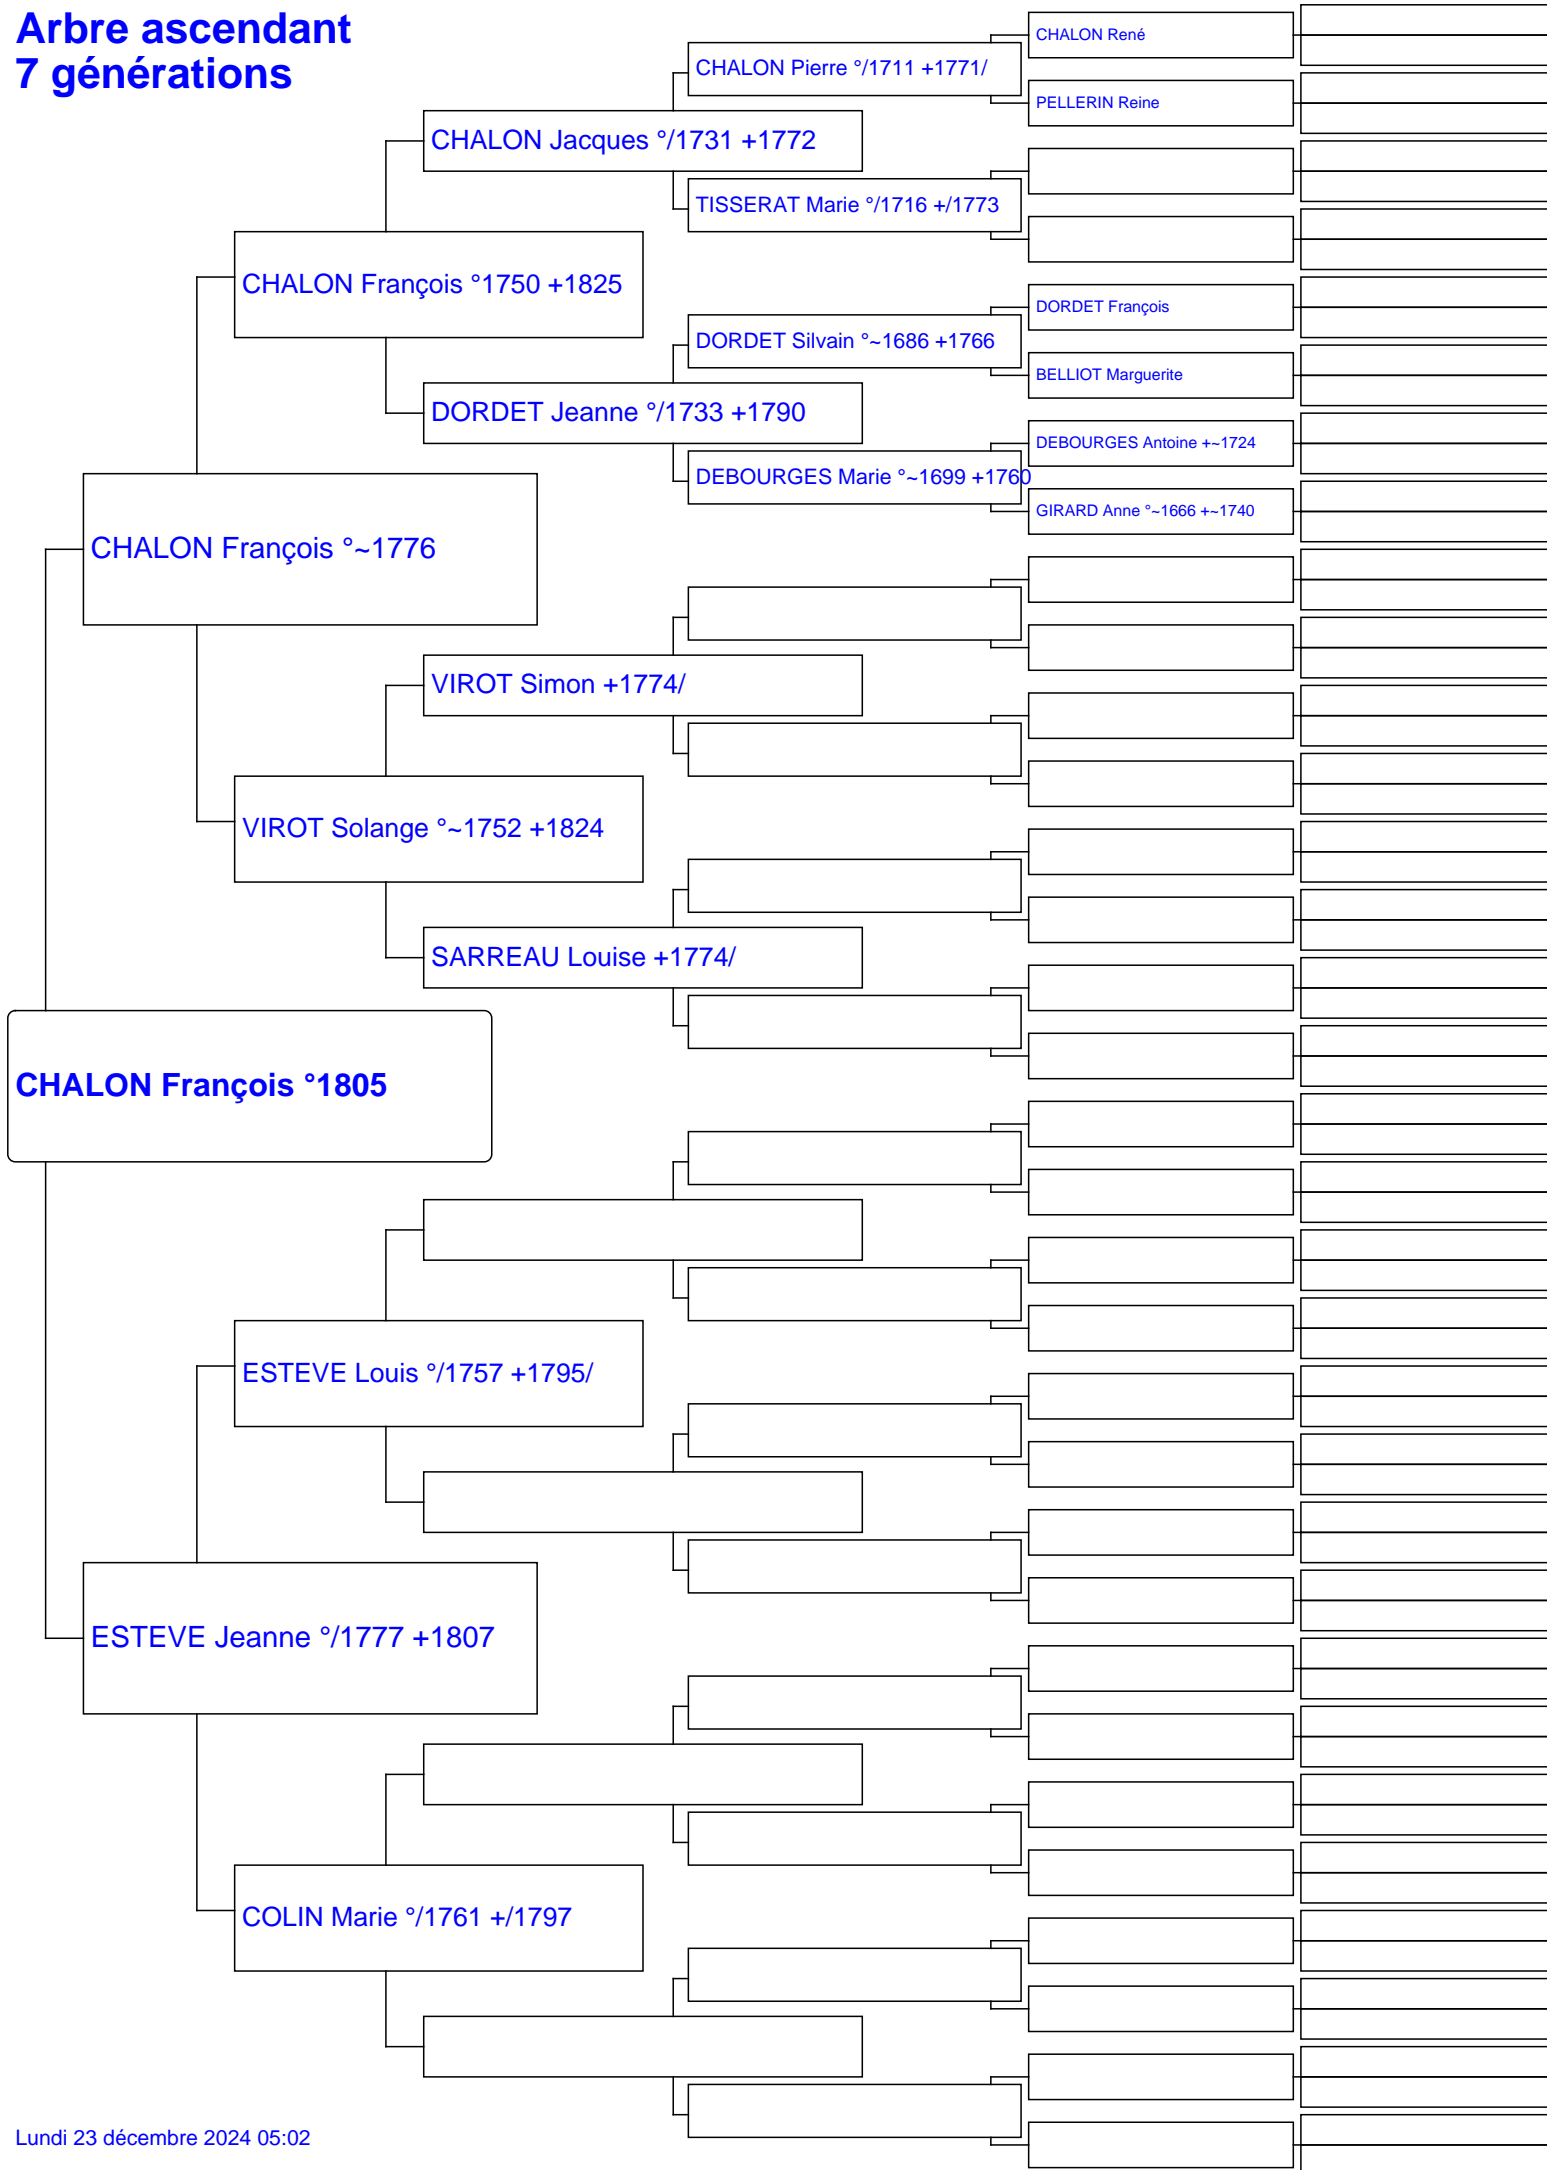 Arbre ascendant
7 générations
CHALON René
CHALON Pierre °/1711 +1771/
PELLERIN Reine
CHALON Jacques °/1731 +1772
TISSERAT Marie °/1716 +/1773
CHALON François °1750 +1825
DORDET François
DORDET Silvain °~1686 +1766
BELLIOT Marguerite
DORDET Jeanne °/1733 +1790
DEBOURGES Antoine +~1724
DEBOURGES Marie °~1699 +1760
GIRARD Anne °~1666 +~1740
CHALON François °~1776
VIROT Simon +1774/
VIROT Solange °~1752 +1824
SARREAU Louise +1774/
CHALON François °1805
ESTEVE Louis °/1757 +1795/
ESTEVE Jeanne °/1777 +1807
COLIN Marie °/1761 +/1797
Lundi 23 décembre 2024 05:02